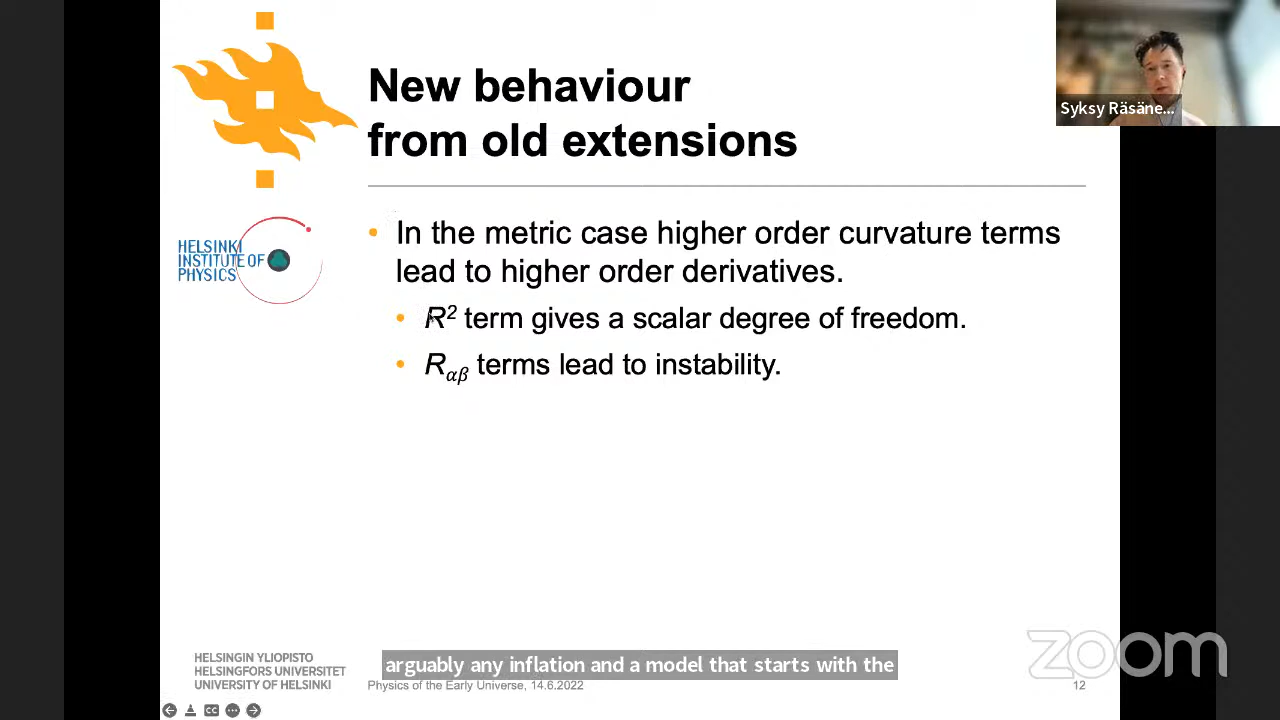 New behaviour
from old extensions
Syksy Räsäne...
HELSINKI
INSTITUTE OF
PHYSICS
• In the metric case higher order curvature terms
lead to higher order derivatives.
• R² term gives a scalar degree of freedom.
• Rαβ terms lead to instability.
HELSINGIN YLIOPISTO
HELSINGFORS UNIVERSITET
UNIVERSITY OF HELSINKI
arguably any inflation and a model that starts with the
Physics of the Early Universe, 14.6.2022
12
zoom
CC